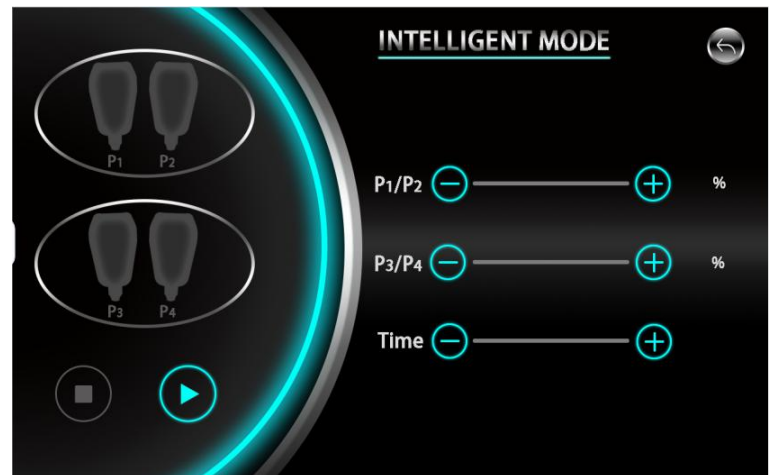 INTELLIGENT MODE
P1 P2
P1/P2 %
P3/P4 %
P3 P4
Time